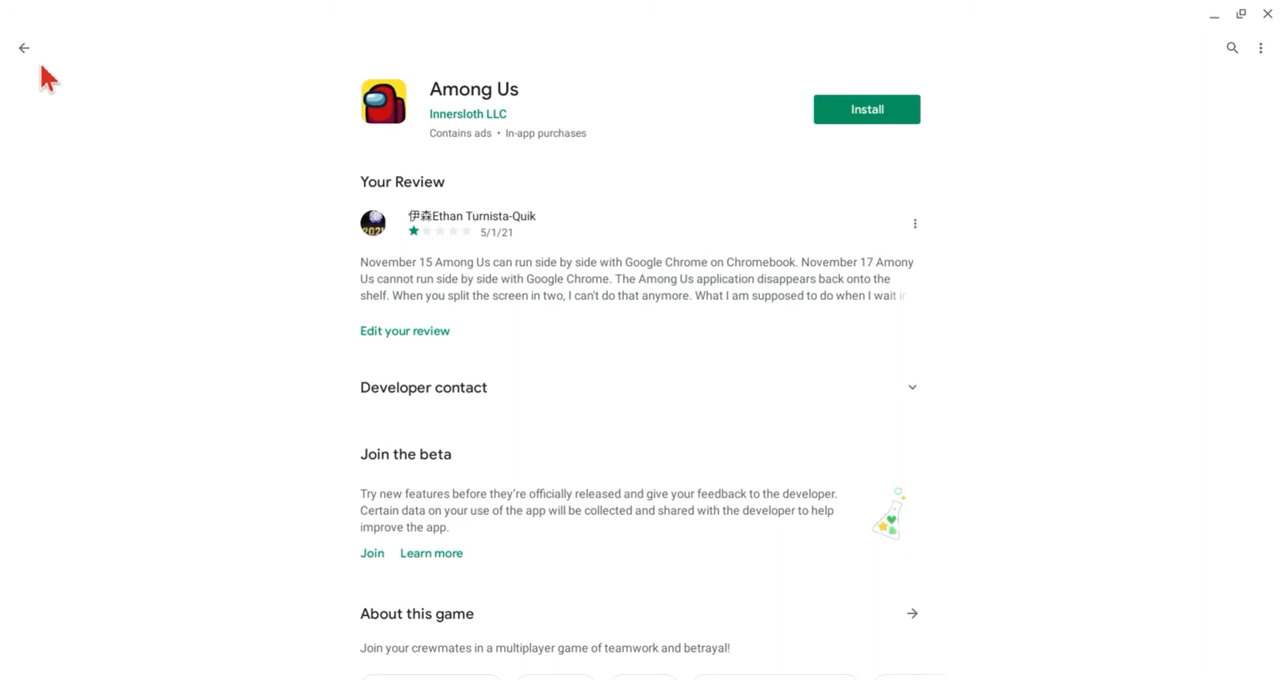 Among Us
Innersloth LLC
Contains ads • In-app purchases
Install
Your Review
伊森Ethan Turnista-Quik
5/1/21
November 15 Among Us can run side by side with Google Chrome on Chromebook. November 17 Amony
Us cannot run side by side with Google Chrome. The Among Us application disappears back onto the
shelf. When you split the screen in two, I can't do that anymore. What I am supposed to do when I wait in
Edit your review
Developer contact
Join the beta
Try new features before they're officially released and give your feedback to the developer.
Certain data on your use of the app will be collected and shared with the developer to help
improve the app.
Join Learn more
About this game
Join your crewmates in a multiplayer game of teamwork and betrayal!